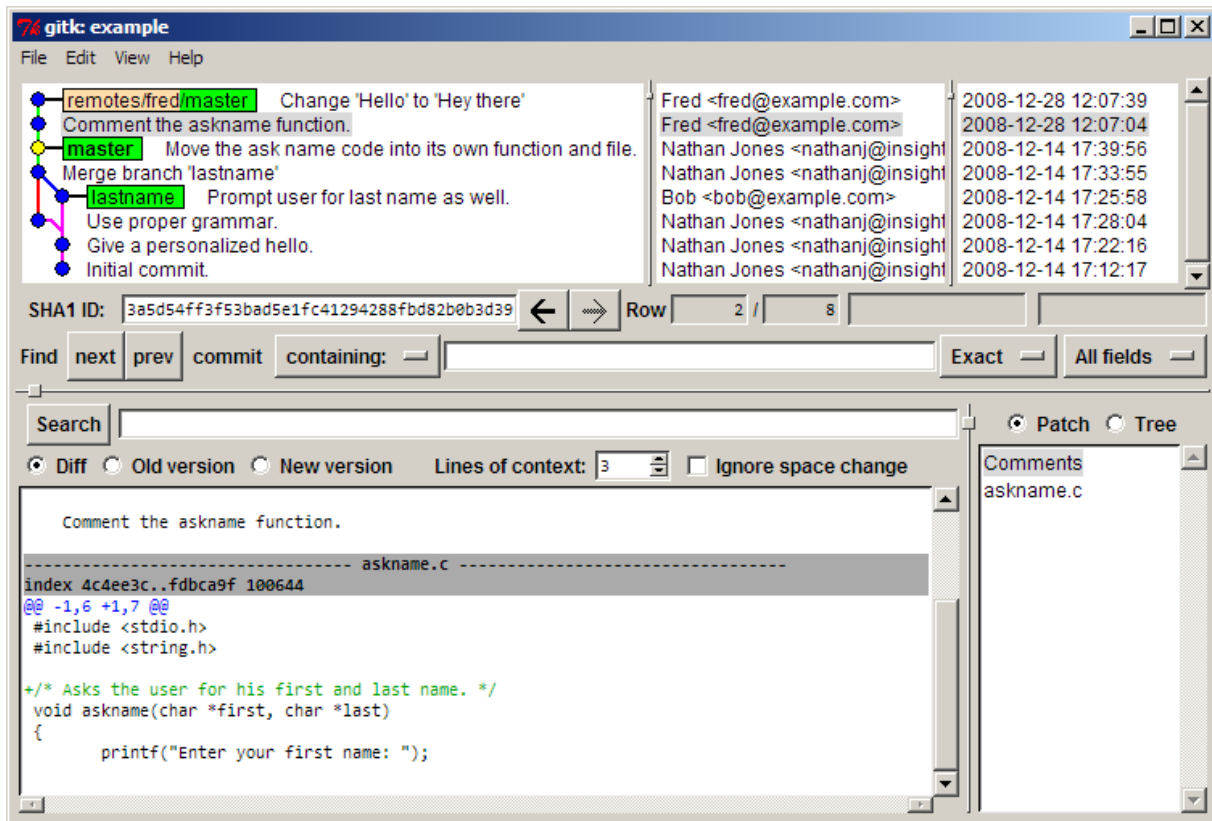 gitk: example
File Edit View Help
remotes/fred/master Change 'Hello' to 'Hey there' Fred <fred@example.com> 2008-12-28 12:07:39
Comment the askname function. Fred <fred@example.com> 2008-12-28 12:07:04
master Move the ask name code into its own function and file. Nathan Jones <nathanj@insight 2008-12-14 17:39:56
Merge branch 'lastname' Nathan Jones <nathanj@insight 2008-12-14 17:33:55
lastname Prompt user for last name as well. Bob <bob@example.com> 2008-12-14 17:25:58
Use proper grammar. Nathan Jones <nathanj@insight 2008-12-14 17:28:04
Give a personalized hello. Nathan Jones <nathanj@insight 2008-12-14 17:22:16
Initial commit. Nathan Jones <nathanj@insight 2008-12-14 17:12:17
SHA1 ID: 3a5d54ff3f53bad5e1fc41294288fbd82b0b3d39 Row 2 / 8
Find next prev commit containing: Exact All fields
Search Patch Tree
Diff Old version New version Lines of context: 3 Ignore space change Comments
askname.c
Comment the askname function.
---------------------------------- askname.c ----------------------------------
index 4c4ee3c..fdbca9f 100644
@@ -1,6 +1,7 @@
#include <stdio.h>
#include <string.h>
+/* Asks the user for his first and last name. */
void askname(char *first, char *last)
{
printf("Enter your first name: ");